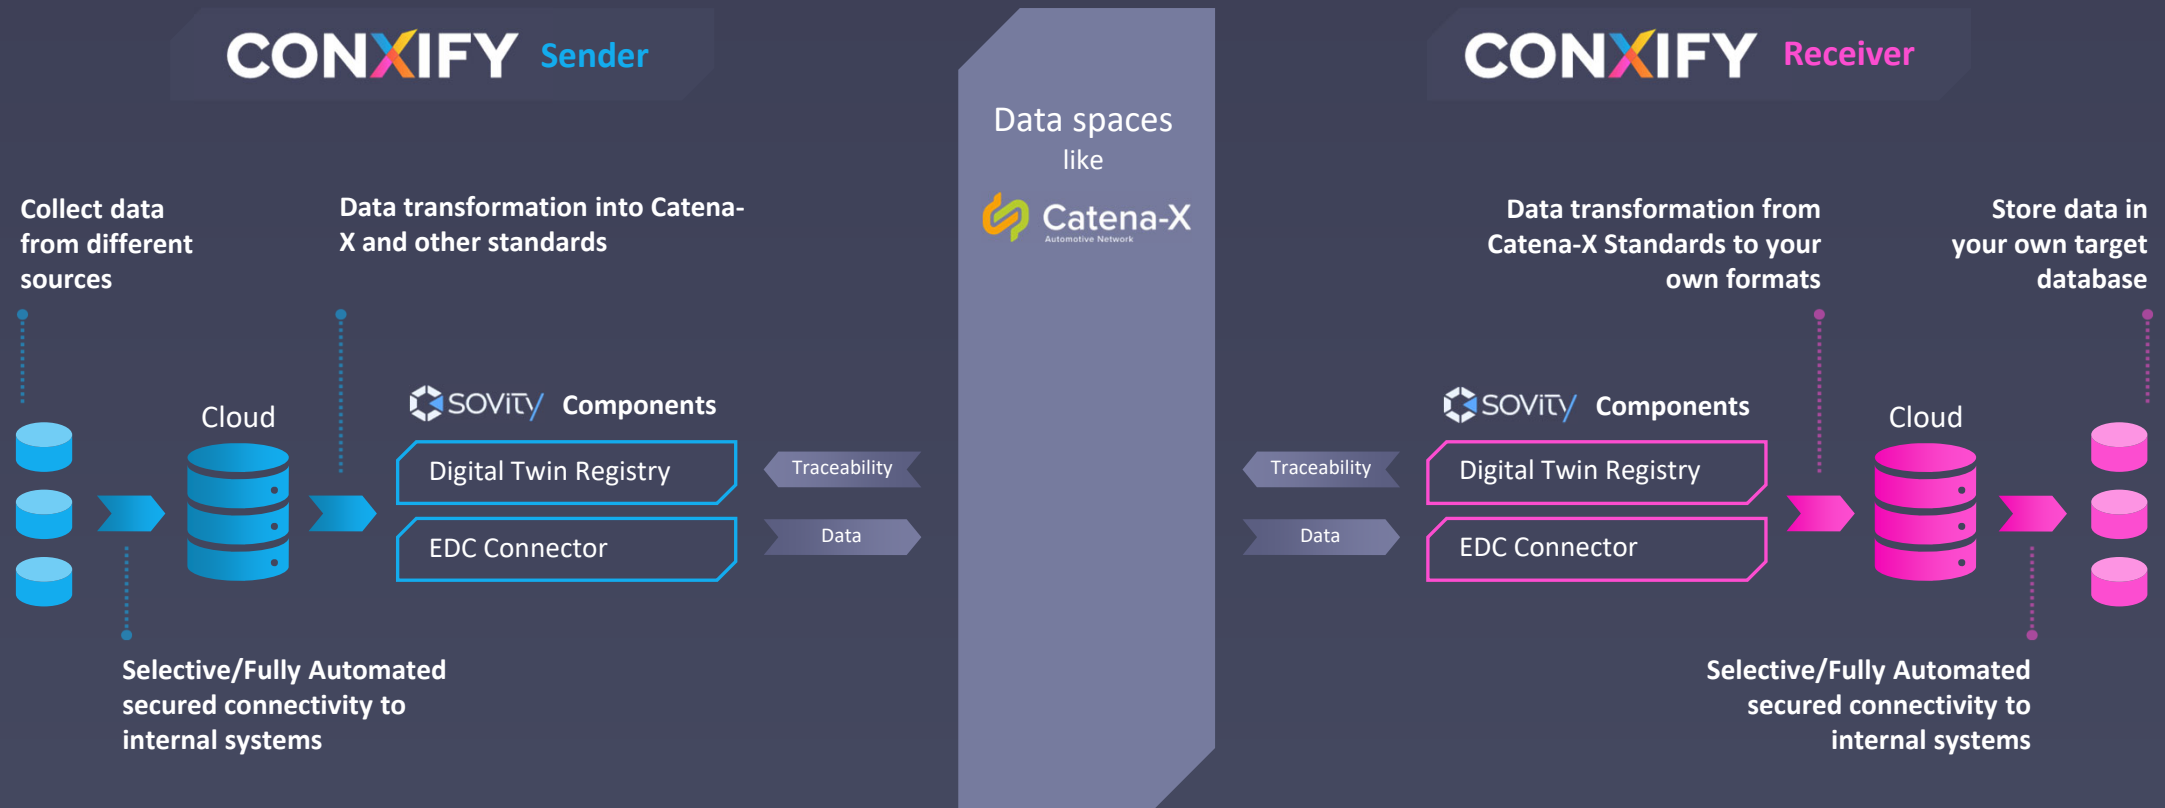 CONXIFY Sender
Collect data
from different
sources
Data transformation into Catena-
X and other standards
Cloud
sovity Components
Digital Twin Registry
EDC Connector
Selective/Fully Automated
secured connectivity to
internal systems
Traceability
Data
Data spaces
like
Catena-X
Automotive Network
CONXIFY Receiver
Traceability
Data
Data transformation from
Catena-X Standards to your
own formats
Store data in
your own target
database
sovity Components
Digital Twin Registry
EDC Connector
Cloud
Selective/Fully Automated
secured connectivity to
internal systems